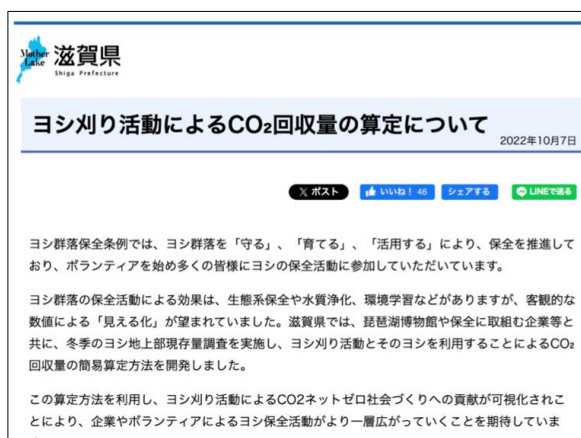 Mother Lake 滋賀県
Shiga Prefecture
ヨシ刈り活動によるCO₂回収量の算定について
2022年10月7日
X ポスト いいね！ 46 シェアする LINEで送る
ヨシ群落保全条例では、ヨシ群落を「守る」、「育てる」、「活用する」により、保全を推進して
おり、ボランティアを始め多くの皆様にヨシの保全活動に参加していただいています。
ヨシ群落の保全活動による効果は、生態系保全や水質浄化、環境学習などがありますが、客観的な
数値による「見える化」が望まれていました。滋賀県では、琵琶湖博物館や保全に取組む企業等と
共に、冬季のヨシ地上部現存量調査を実施し、ヨシ刈り活動とそのヨシを利用することによるCO₂
回収量の簡易算定方法を開発しました。
この算定方法を利用し、ヨシ刈り活動によるCO2ネットゼロ社会づくりへの貢献が可視化されこ
とにより、企業やボランティアによるヨシ保全活動がより一層広がっていくことを期待していま